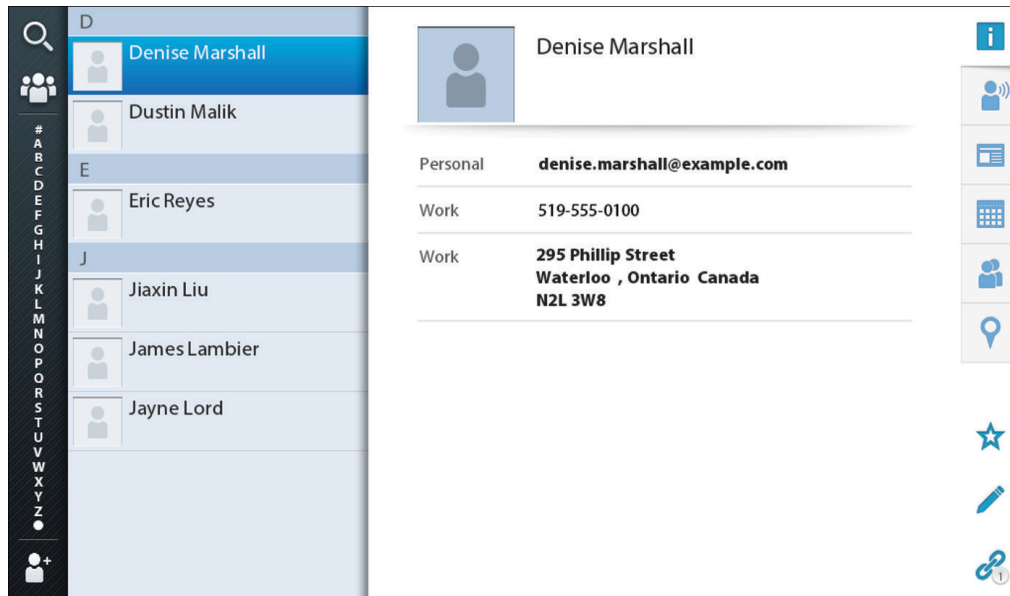 #
A
B
C
D
E
F
G
H
I
J
K
L
M
N
O
P
Q
R
S
T
U
V
W
X
Y
Z
D
Denise Marshall
Dustin Malik
E
Eric Reyes
J
Jiaxin Liu
James Lambier
Jayne Lord
Denise Marshall
Personal denise.marshall@example.com
Work 519-555-0100
Work 295 Phillip Street
Waterloo , Ontario Canada
N2L 3W8
1